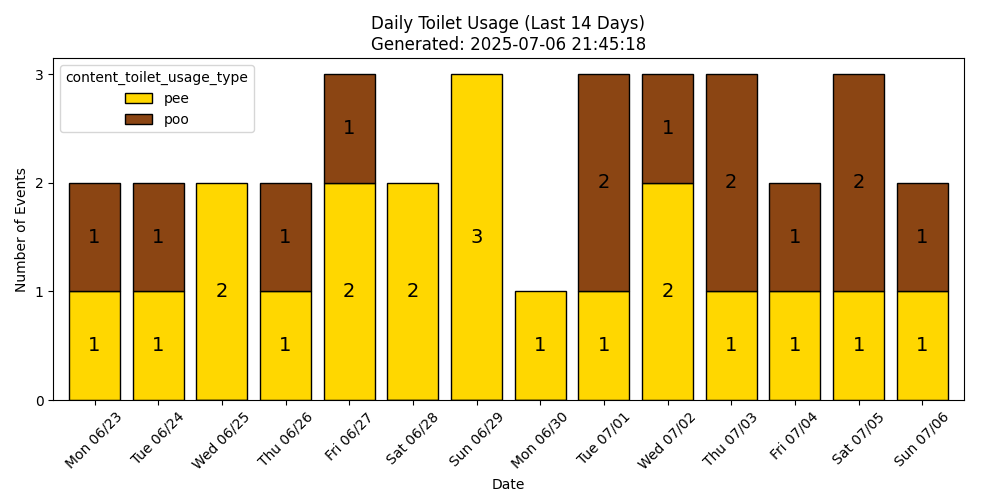 Daily Toilet Usage (Last 14 Days)
Generated: 2025-07-06 21:45:18
content_toilet_usage_type
pee
poo
Number of Events
3
2
1
0
1
1
1
1
2
1
1
1
2
2
3
1
2
1
1
2
2
1
1
1
2
1
1
1
Mon 06/23
Tue 06/24
Wed 06/25
Thu 06/26
Fri 06/27
Sat 06/28
Sun 06/29
Mon 06/30
Tue 07/01
Wed 07/02
Thu 07/03
Fri 07/04
Sat 07/05
Sun 07/06
Date